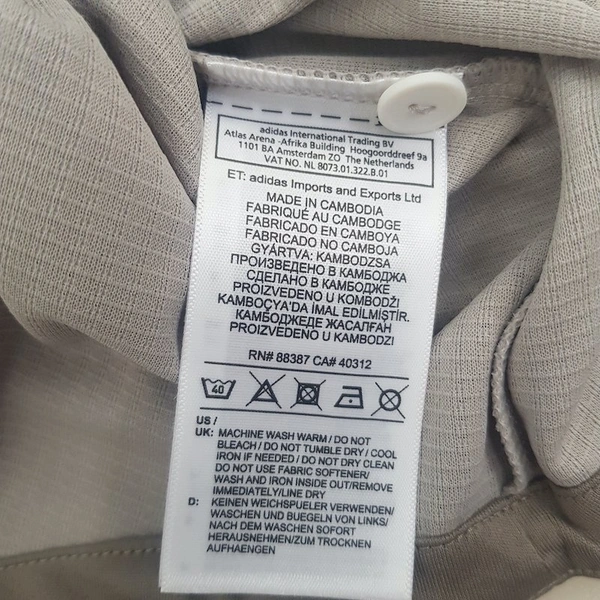 adidas International Trading BV
Atlas Arena -Afrika Building Hoogoorddreef 9a
1101 BA Amsterdam ZO The Netherlands
VAT NO. NL 8073.01.322.B.01
ET: adidas Imports and Exports Ltd
MADE IN CAMBODIA
FABRIQUÉ AU CAMBODGE
FABRICADO EN CAMBOYA
FABRICADO NO CAMBOJA
GYÁRTVA: KAMBODZSA
ПРОИЗВЕДЕНО В КАМБОДЖА
СДЕЛАНО В КАМБОДЖЕ
PROIZVEDENO U KOMBODŽI
KAMBOÇYA'DA İMAL EDİLMİŞTİR.
КАМБОДЖЕДЕ ЖАСАЛҒАН
PROIZVEDENO U KAMBODZI
RN# 88387 CA# 40312
40
US /
UK: MACHINE WASH WARM / DO NOT
BLEACH / DO NOT TUMBLE DRY / COOL
IRON IF NEEDED / DO NOT DRY CLEAN
DO NOT USE FABRIC SOFTENER/
WASH AND IRON INSIDE OUT/REMOVE
IMMEDIATELY/LINE DRY
D: KEINEN WEICHSPUELER VERWENDEN/
WASCHEN UND BUEGELN VON LINKS/
NACH DEM WASCHEN SOFORT
HERAUSNEHMEN/ZUM TROCKNEN
AUFHAENGEN